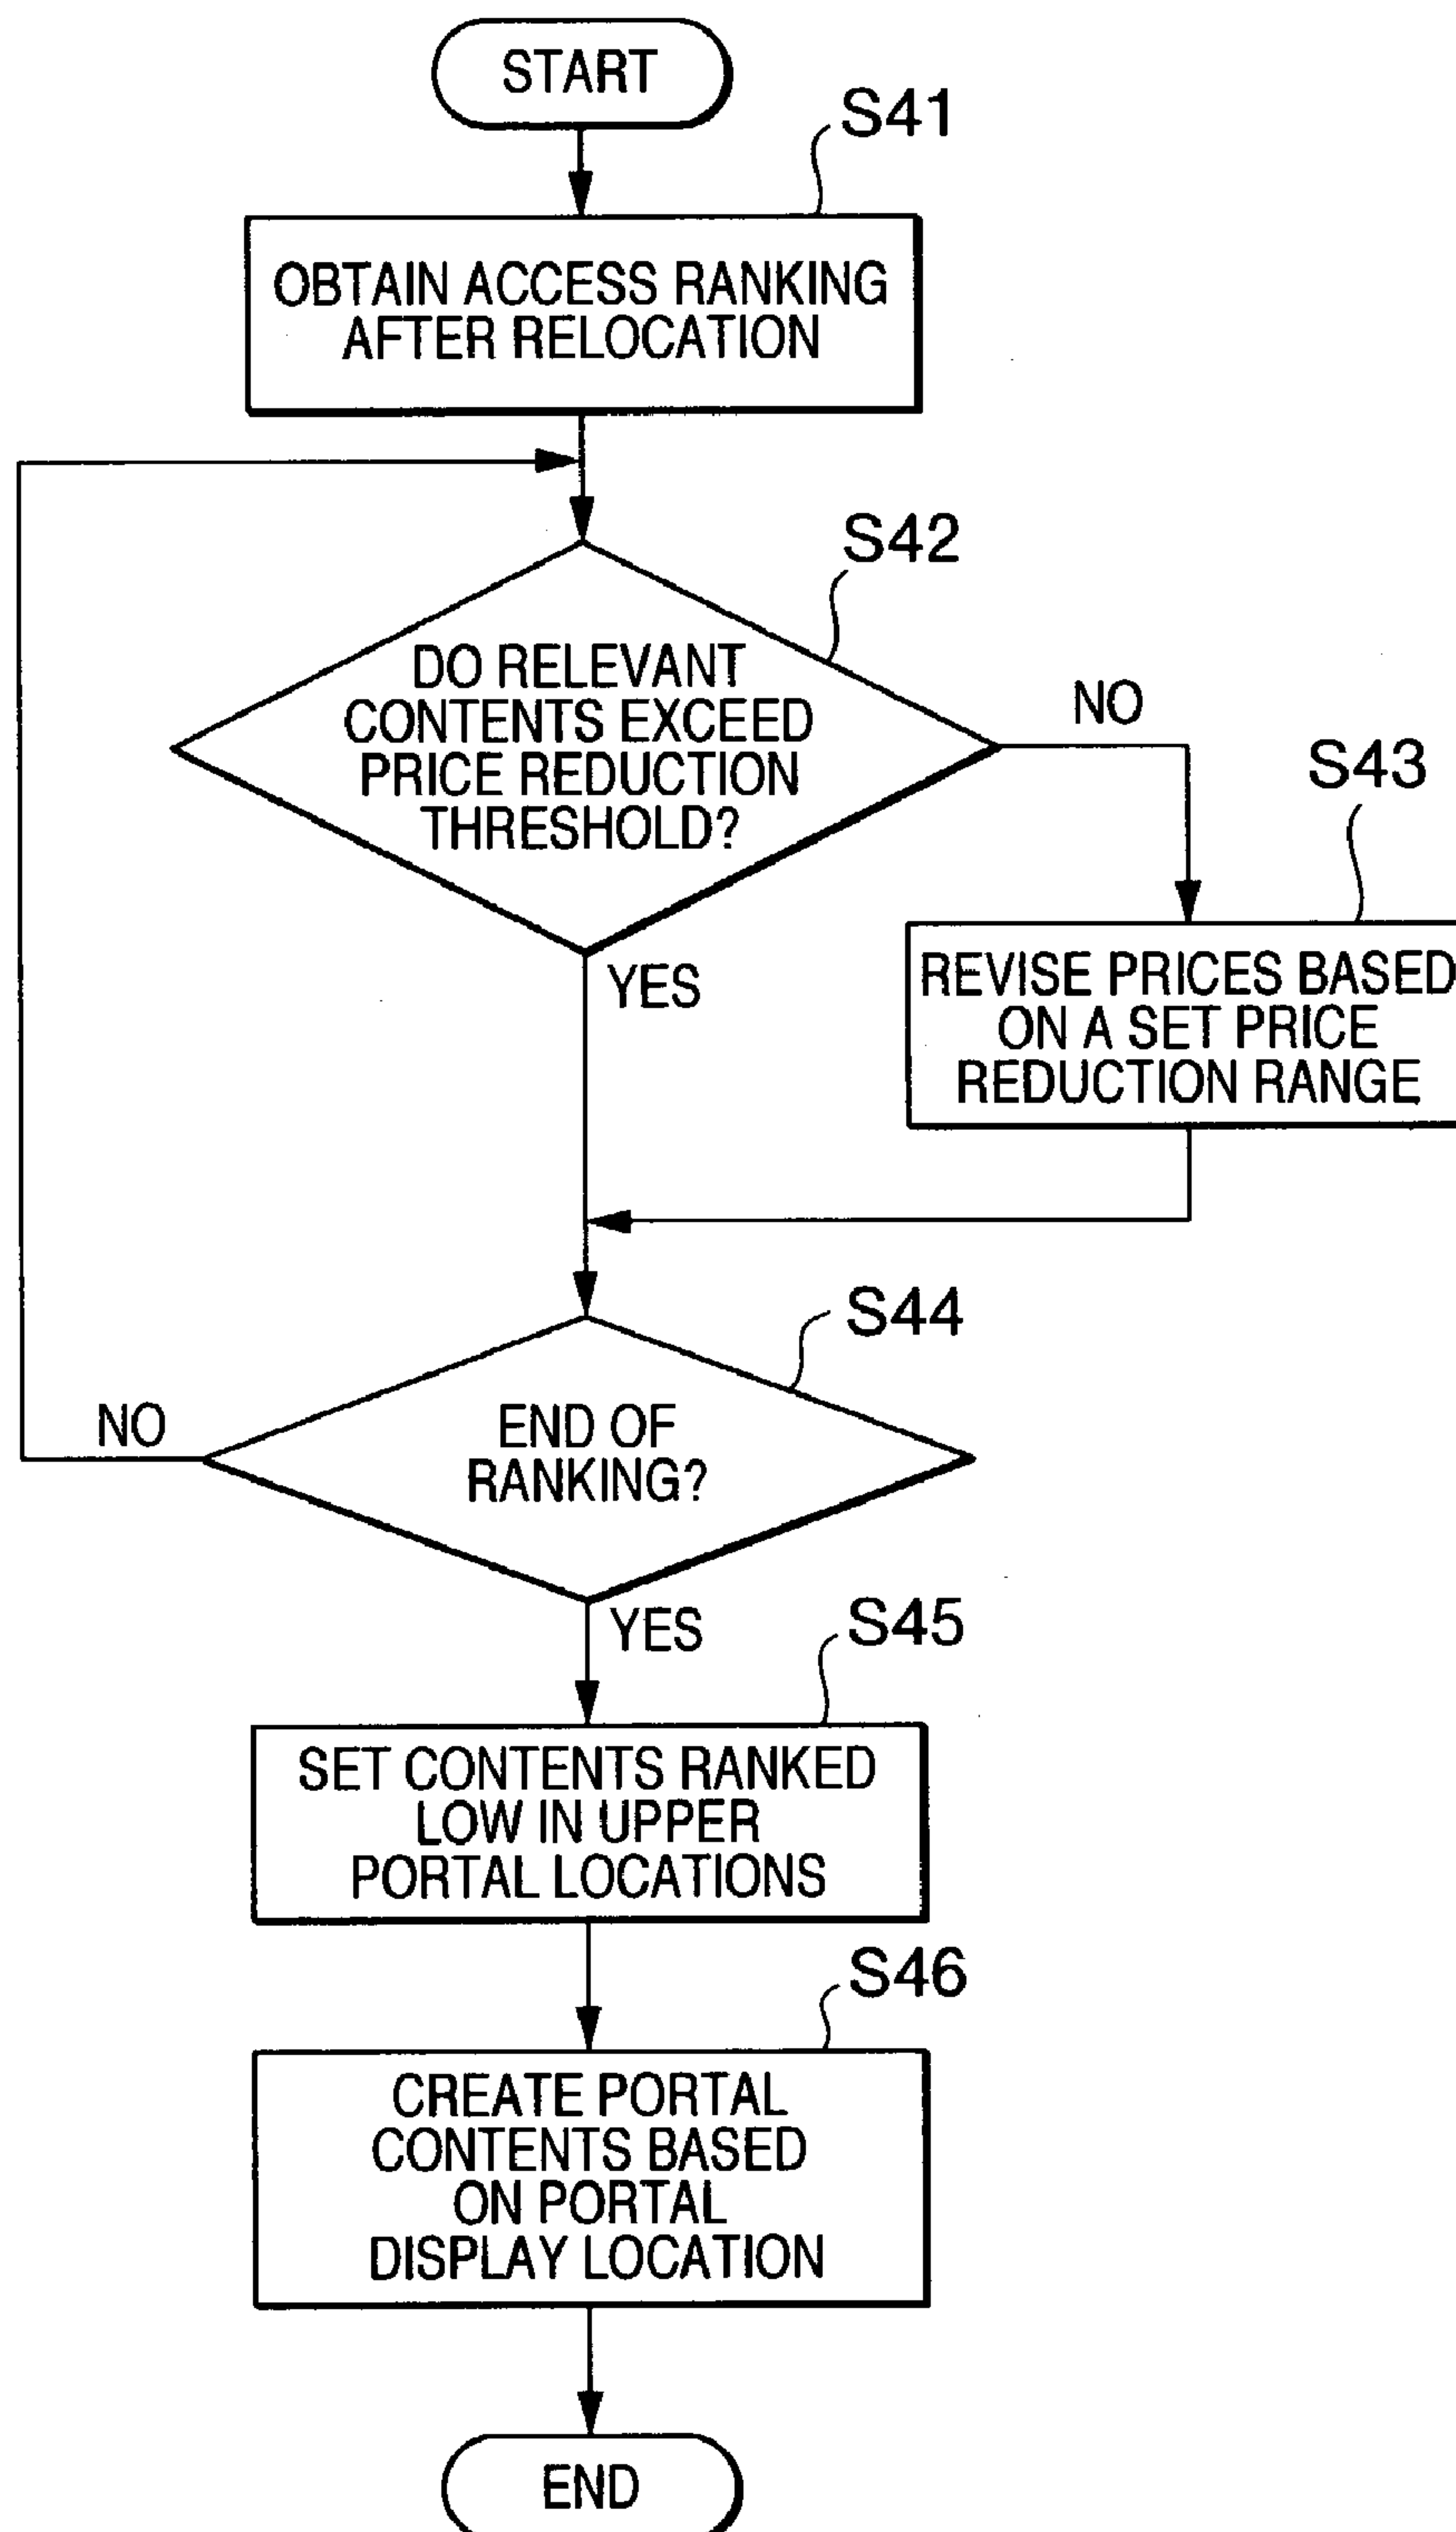 START
S41
OBTAIN ACCESS RANKING
AFTER RELOCATION
S42
DO RELEVANT
CONTENTS EXCEED
PRICE REDUCTION
THRESHOLD?
NO
S43
REVISE PRICES BASED
ON A SET PRICE
REDUCTION RANGE
YES
S44
END OF
RANKING?
NO
YES
S45
SET CONTENTS RANKED
LOW IN UPPER
PORTAL LOCATIONS
S46
CREATE PORTAL
CONTENTS BASED
ON PORTAL
DISPLAY LOCATION
END